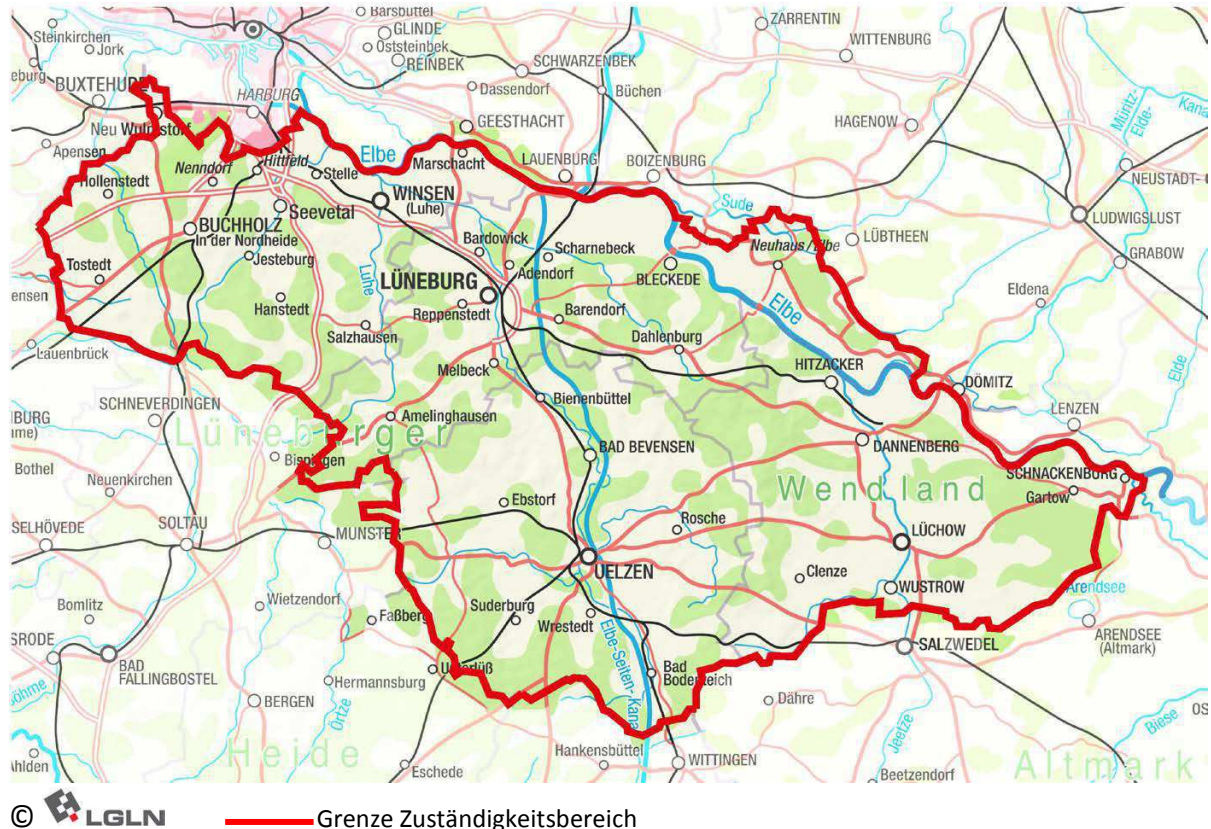 Barsbüttel
GLINDE
ZARRENTIN
Steinkirchen
Jork
Oststeinbek
REINBEK
WITTENBURG
SCHWARZENBEK
BUXTEHUDE
HARBURG
Dassendorf
Büchen
Müritz-
Elde-
Kana
Neu Wulmstorf
GEESTHACHT
HAGENOW
Apensen
Nenndorf
Hittfeld
Elbe
Marschacht
LAUENBURG
BOIZENBURG
NEUSTADT-
Hollenstedt
Stelle
WINSEN
(Luhe)
Sude
LUDWIGSLUST
BUCHHOLZ
In der Nordheide
Seevetal
Bardowick
Scharnebeck
Neuhaus/Elbe
LÜBTHEEN
GRABOW
Tostedt
Jesteburg
Luhe
Adendorf
BLECKEDE
ensen
Hanstedt
LÜNEBURG
Reppenstedt
Barendorf
Elbe
Eldena
Lauenbrück
Salzhausen
Dahlenburg
HITZACKER
Elde
Melbeck
DÖMITZ
SCHNEVERDINGEN
Amelinghausen
Bienenbüttel
LENZEN
Lüneburger
Bothel
Bispingen
BAD BEVENSEN
DANNENBERG
SCHNACKENBURG
Neuenkirchen
Ebstorf
Wendland
Gartow
SELHÖVEDE
SOLTAU
MUNSTER
Rosche
LÜCHOW
UELZEN
Clenze
WUSTROW
Arendsee
Bomlitz
Wietzendorf
Faßberg
Suderburg
Wrestedt
SRODE
BAD
FALLINGBOSTEL
Unterlüß
Elbe-Seiten-Kanal
Bad
Bodenteich
SALZWEDEL
ARENDSEE
(Altmark)
Böhme
Hermannsburg
BERGEN
Örtze
Dähre
Jeetze
Biese
OS
Heide
Hankensbüttel
WITTINGEN
Altmark
Ahlden
Eschede
Beetzendorf
© LGLN
Grenze Zuständigkeitsbereich